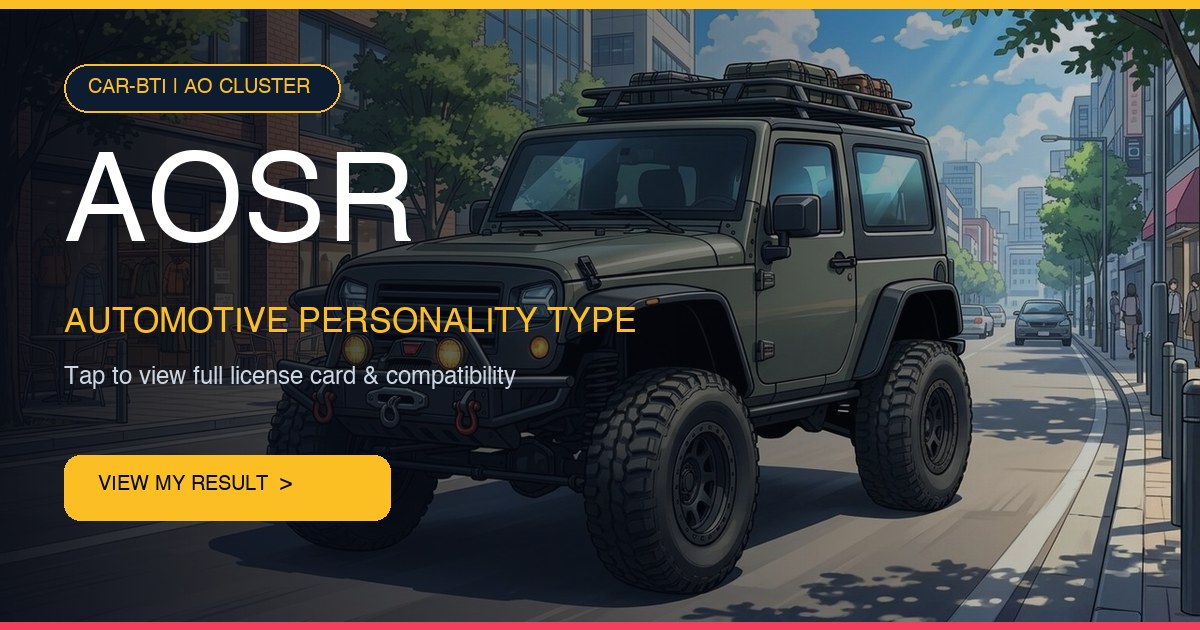 CAR-BTI | AO CLUSTER
AOSR
AUTOMOTIVE PERSONALITY TYPE
Tap to view full license card & compatibility
VIEW MY RESULT >